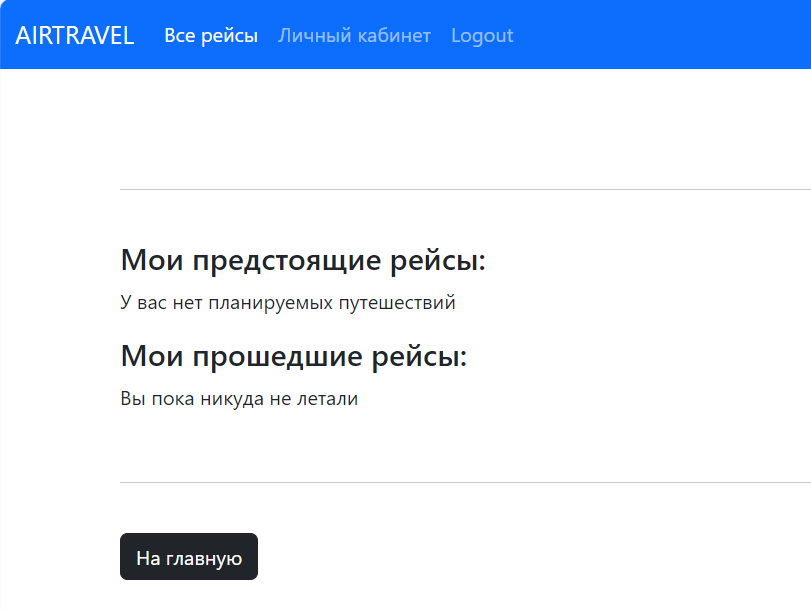 AIRTRAVEL Все рейсы Личный кабинет Logout
Мои предстоящие рейсы:
У вас нет планируемых путешествий
Мои прошедшие рейсы:
Вы пока никуда не летали
На главную